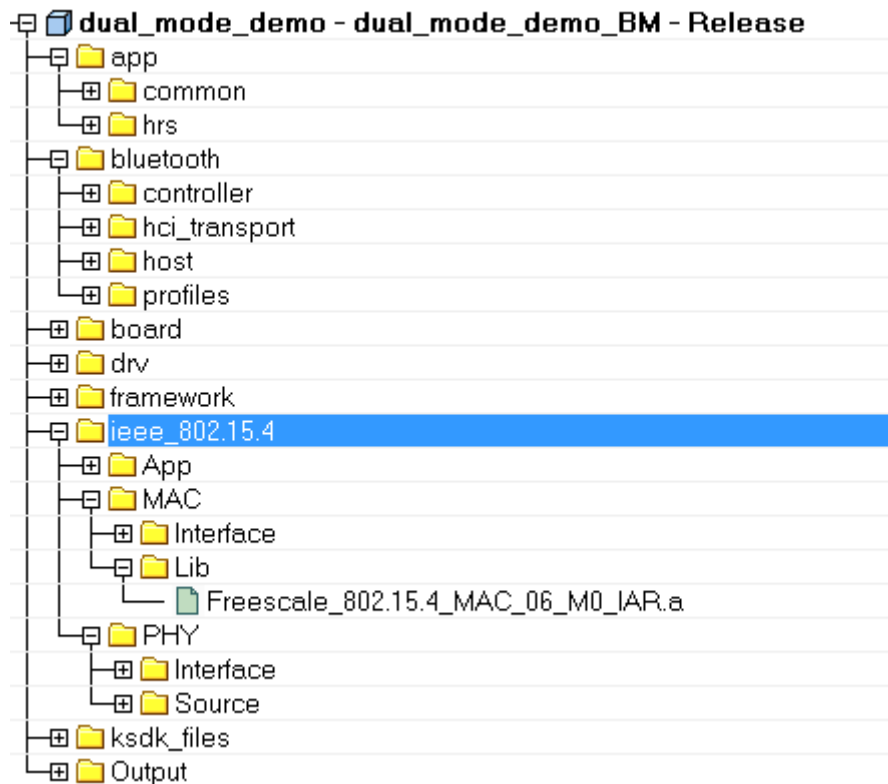 dual_mode_demo - dual_mode_demo_BM - Release
app
common
hrs
bluetooth
controller
hci_transport
host
profiles
board
drv
framework
ieee_802.15.4
App
MAC
Interface
Lib
Freescale_802.15.4_MAC_06_M0_IAR.a
PHY
Interface
Source
ksdk_files
Output